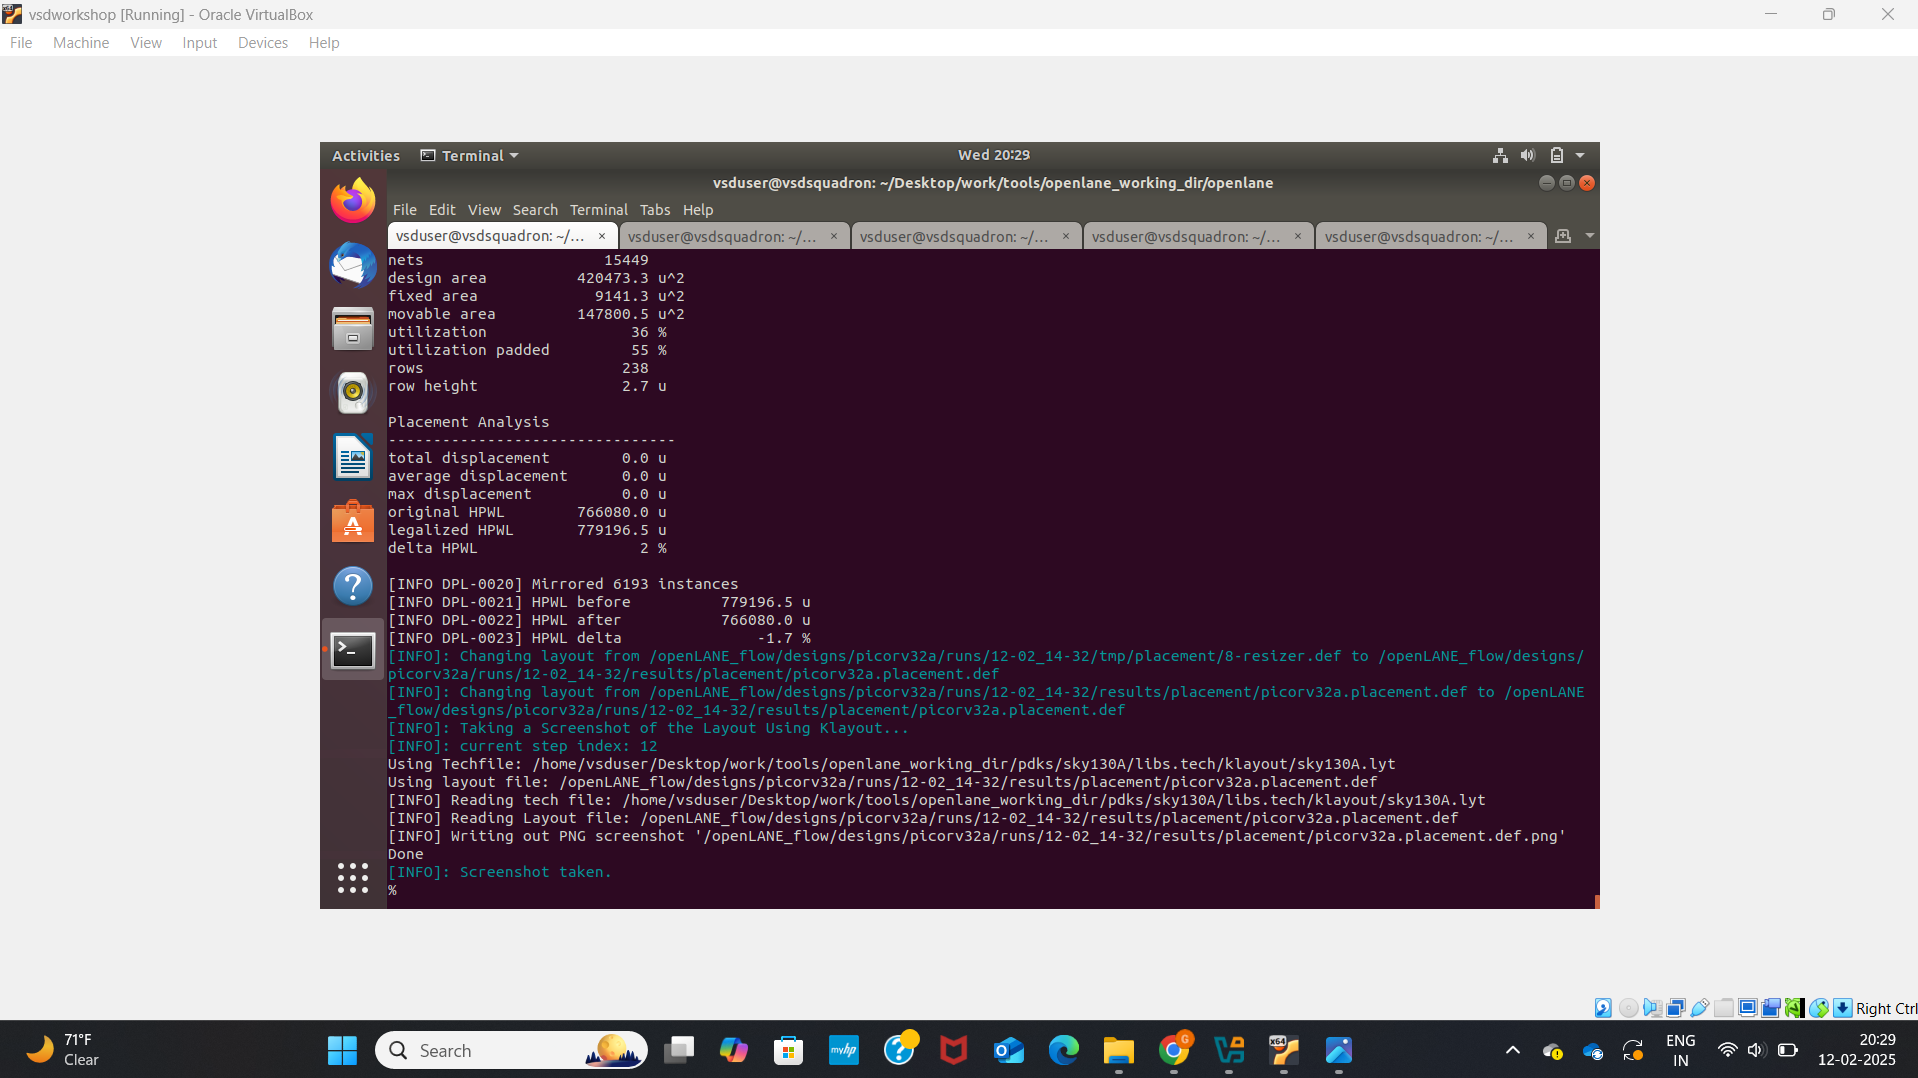 vsdworkshop [Running] - Oracle VirtualBox
File Machine View Input Devices Help
Activities Terminal Wed 20:29
vsduser@vsdsquadron: ~/Desktop/work/tools/openlane_working_dir/openlane
File Edit View Search Terminal Tabs Help
vsduser@vsdsquadron: ~/... × vsduser@vsdsquadron: ~/... × vsduser@vsdsquadron: ~/... × vsduser@vsdsquadron: ~/... × vsduser@vsdsquadron: ~/... ×
nets 15449
design area 420473.3 u^2
fixed area 9141.3 u^2
movable area 147800.5 u^2
utilization 36 %
utilization padded 55 %
rows 238
row height 2.7 u
Placement Analysis
--------------------------------
total displacement 0.0 u
average displacement 0.0 u
max displacement 0.0 u
original HPWL 766080.0 u
legalized HPWL 779196.5 u
delta HPWL 2 %
[INFO DPL-0020] Mirrored 6193 instances
[INFO DPL-0021] HPWL before 779196.5 u
[INFO DPL-0022] HPWL after 766080.0 u
[INFO DPL-0023] HPWL delta -1.7 %
[INFO]: Changing layout from /openLANE_flow/designs/picorv32a/runs/12-02_14-32/tmp/placement/8-resizer.def to /openLANE_flow/designs/
picorv32a/runs/12-02_14-32/results/placement/picorv32a.placement.def
[INFO]: Changing layout from /openLANE_flow/designs/picorv32a/runs/12-02_14-32/results/placement/picorv32a.placement.def to /openLANE
_flow/designs/picorv32a/runs/12-02_14-32/results/placement/picorv32a.placement.def
[INFO]: Taking a Screenshot of the Layout Using Klayout...
[INFO]: current step index: 12
Using Techfile: /home/vsduser/Desktop/work/tools/openlane_working_dir/pdks/sky130A/libs.tech/klayout/sky130A.lyt
Using layout file: /openLANE_flow/designs/picorv32a/runs/12-02_14-32/results/placement/picorv32a.placement.def
[INFO] Reading tech file: /home/vsduser/Desktop/work/tools/openlane_working_dir/pdks/sky130A/libs.tech/klayout/sky130A.lyt
[INFO] Reading Layout file: /openLANE_flow/designs/picorv32a/runs/12-02_14-32/results/placement/picorv32a.placement.def
[INFO] Writing out PNG screenshot '/openLANE_flow/designs/picorv32a/runs/12-02_14-32/results/placement/picorv32a.placement.def.png'
Done
[INFO]: Screenshot taken.
%
Right Ctrl
71°F
Clear
Search
myhp
G
x64
ENG
IN
20:29
12-02-2025